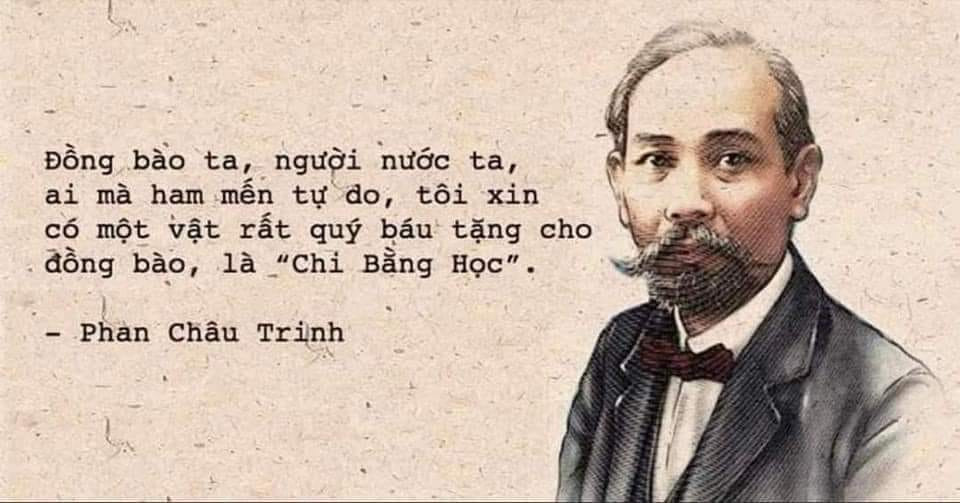 Đồng bào ta, người nước ta,
ai mà ham mến tự do, tôi xin
có một vật rất quý báu tặng cho
đồng bào, là “Chi Bằng Học”.
– Phan Châu Trinh